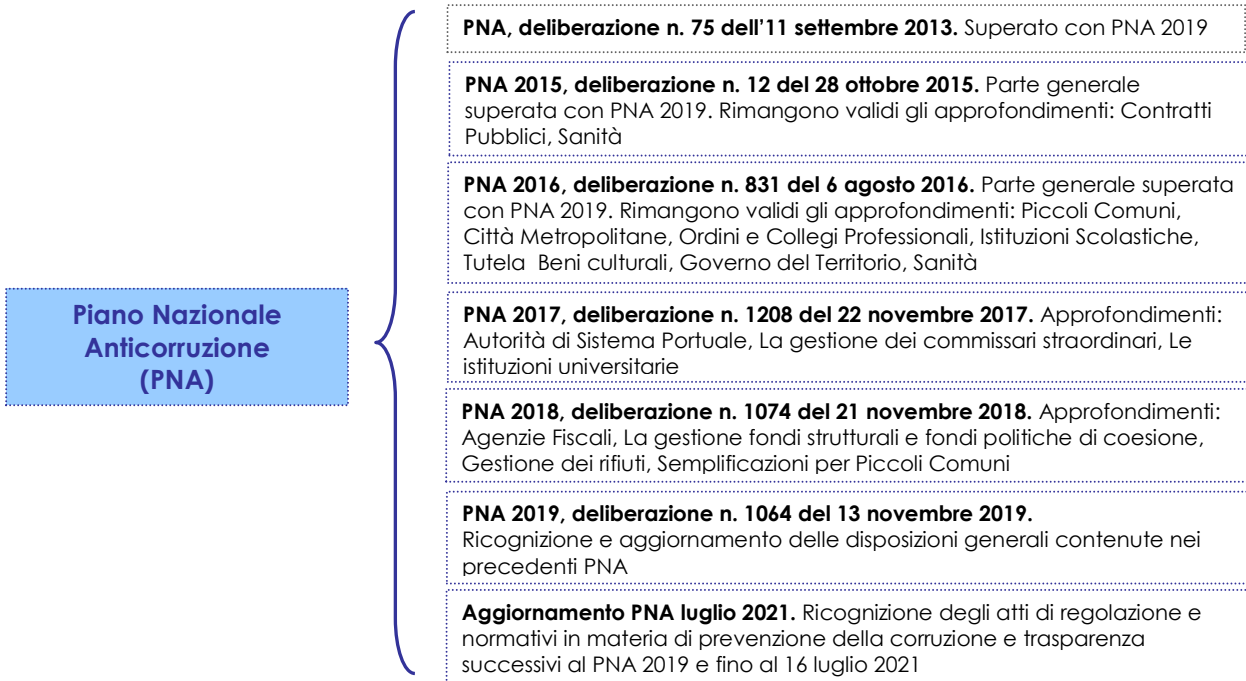 PNA, deliberazione n. 75 dell’11 settembre 2013. Superato con PNA 2019
PNA 2015, deliberazione n. 12 del 28 ottobre 2015. Parte generale
superata con PNA 2019. Rimangono validi gli approfondimenti: Contratti
Pubblici, Sanità
PNA 2016, deliberazione n. 831 del 6 agosto 2016. Parte generale superata
con PNA 2019. Rimangono validi gli approfondimenti: Piccoli Comuni,
Città Metropolitane, Ordini e Collegi Professionali, Istituzioni Scolastiche,
Tutela Beni culturali, Governo del Territorio, Sanità
Piano Nazionale
Anticorruzione
(PNA)
PNA 2017, deliberazione n. 1208 del 22 novembre 2017. Approfondimenti:
Autorità di Sistema Portuale, La gestione dei commissari straordinari, Le
istituzioni universitarie
PNA 2018, deliberazione n. 1074 del 21 novembre 2018. Approfondimenti:
Agenzie Fiscali, La gestione fondi strutturali e fondi politiche di coesione,
Gestione dei rifiuti, Semplificazioni per Piccoli Comuni
PNA 2019, deliberazione n. 1064 del 13 novembre 2019.
Ricognizione e aggiornamento delle disposizioni generali contenute nei
precedenti PNA
Aggiornamento PNA luglio 2021. Ricognizione degli atti di regolazione e
normativi in materia di prevenzione della corruzione e trasparenza
successivi al PNA 2019 e fino al 16 luglio 2021